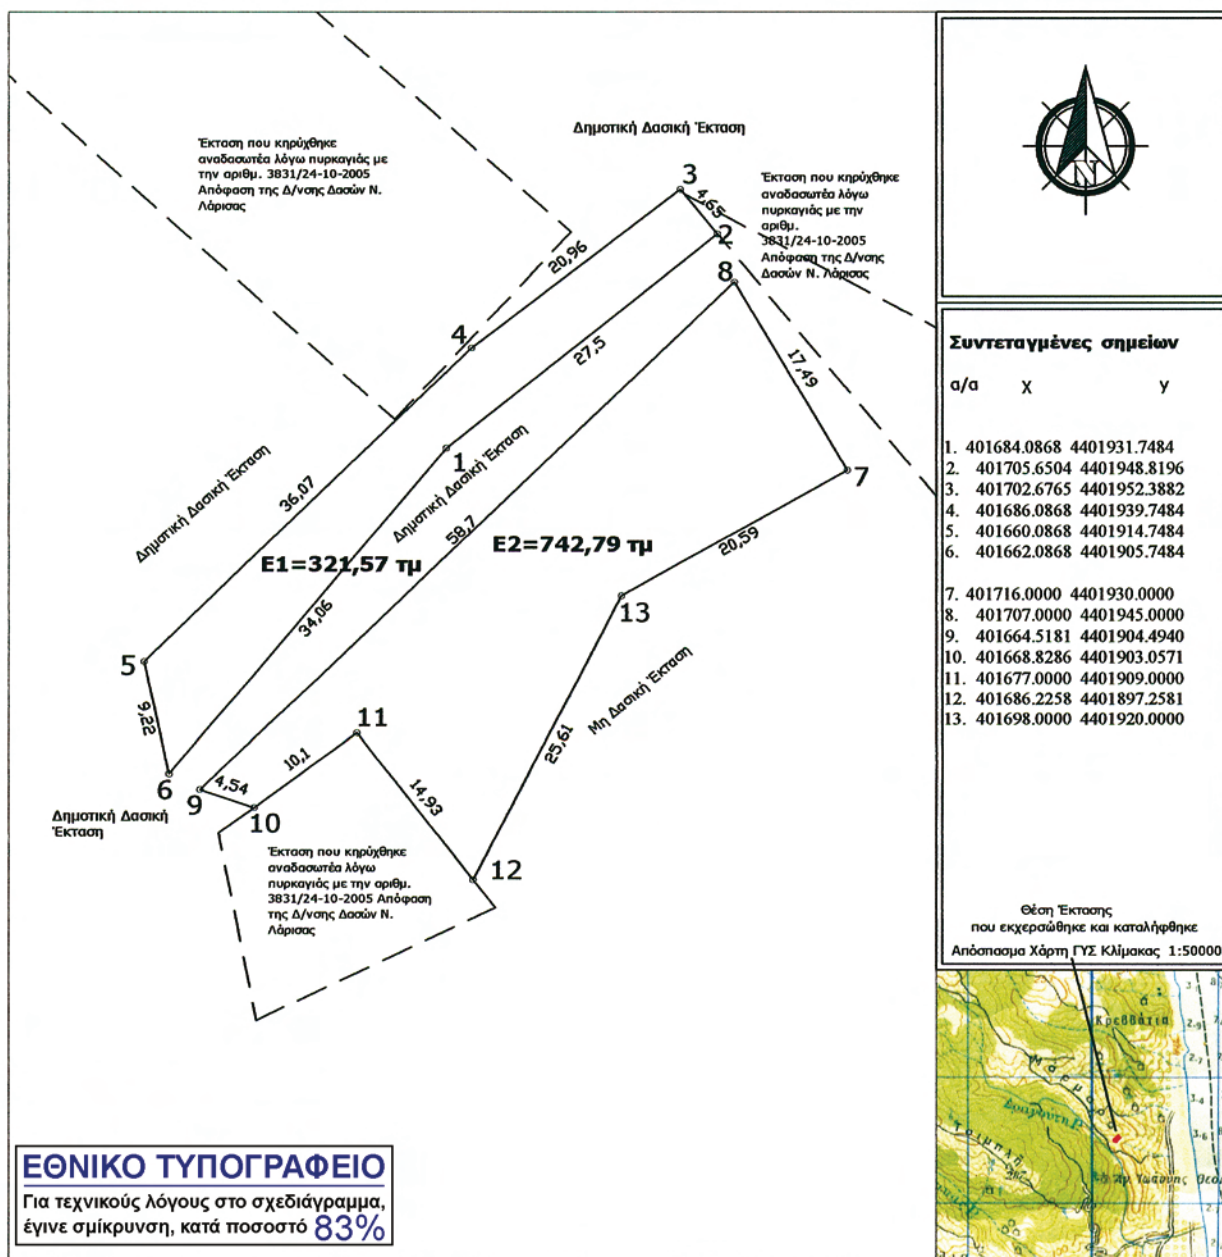 Δημοτική Δασική Έκταση
Έκταση που κηρύχθηκε
αναδασωτέα λόγω πυρκαγιάς με
την αριθμ. 3831/24-10-2005
Απόφαση της Δ/νσης Δασών Ν.
Λάρισας
Έκταση που κηρύχθηκε
αναδασωτέα λόγω
πυρκαγιάς με την
αριθμ.
3831/24-10-2005
Απόφαση της Δ/νσης
Δασών Ν. Λάρισας
3
4,65
2
8
20,96
4
27,5
17,49
1
7
Δημοτική Δασική Έκταση
36,07
Δημοτική Δασική Έκταση
58,7
E2=742,79 τμ
20,59
E1=321,57 τμ
13
34,06
5
Μη Δασική Έκταση
9,22
11
25,61
10,1
14,93
6
4,54
9
10
12
Δημοτική Δασική
Έκταση
Έκταση που κηρύχθηκε
αναδασωτέα λόγω
πυρκαγιάς με την αριθμ.
3831/24-10-2005 Απόφαση
της Δ/νσης Δασών Ν.
Λάρισας
N
Συντεταγμένες σημείων
α/α X y
1. 401684.0868 4401931.7484
2. 401705.6504 4401948.8196
3. 401702.6765 4401952.3882
4. 401686.0868 4401939.7484
5. 401660.0868 4401914.7484
6. 401662.0868 4401905.7484
7. 401716.0000 4401930.0000
8. 401707.0000 4401945.0000
9. 401664.5181 4401904.4940
10. 401668.8286 4401903.0571
11. 401677.0000 4401909.0000
12. 401686.2258 4401897.2581
13. 401698.0000 4401920.0000
Θέση Έκτασης
που εκχερσώθηκε και καταλήφθηκε
Απόσπασμα Χάρτη ΓΥΣ Κλίμακας 1:50000
Κρεββάτια
ΕΘΝΙΚΟ ΤΥΠΟΓΡΑΦΕΙΟ
Για τεχνικούς λόγους στο σχεδιάγραμμα,
έγινε σμίκρυνση, κατά ποσοστό 83%